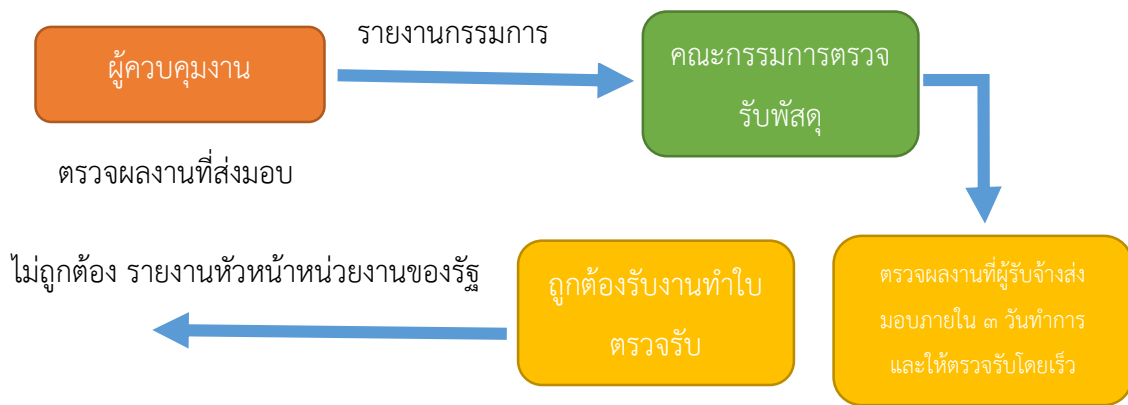 รายงานกรรมการ
ผู้ควบคุมงาน
คณะกรรมการตรวจ
รับพัสดุ
ตรวจผลงานที่ส่งมอบ
ไม่ถูกต้อง รายงานหัวหน้าหน่วยงานของรัฐ
ถูกต้องรับงานทำใบ
ตรวจรับ
ตรวจผลงานที่ผู้รับจ้างส่ง
มอบภายใน ๓ วันทำการ
และให้ตรวจรับโดยเร็ว